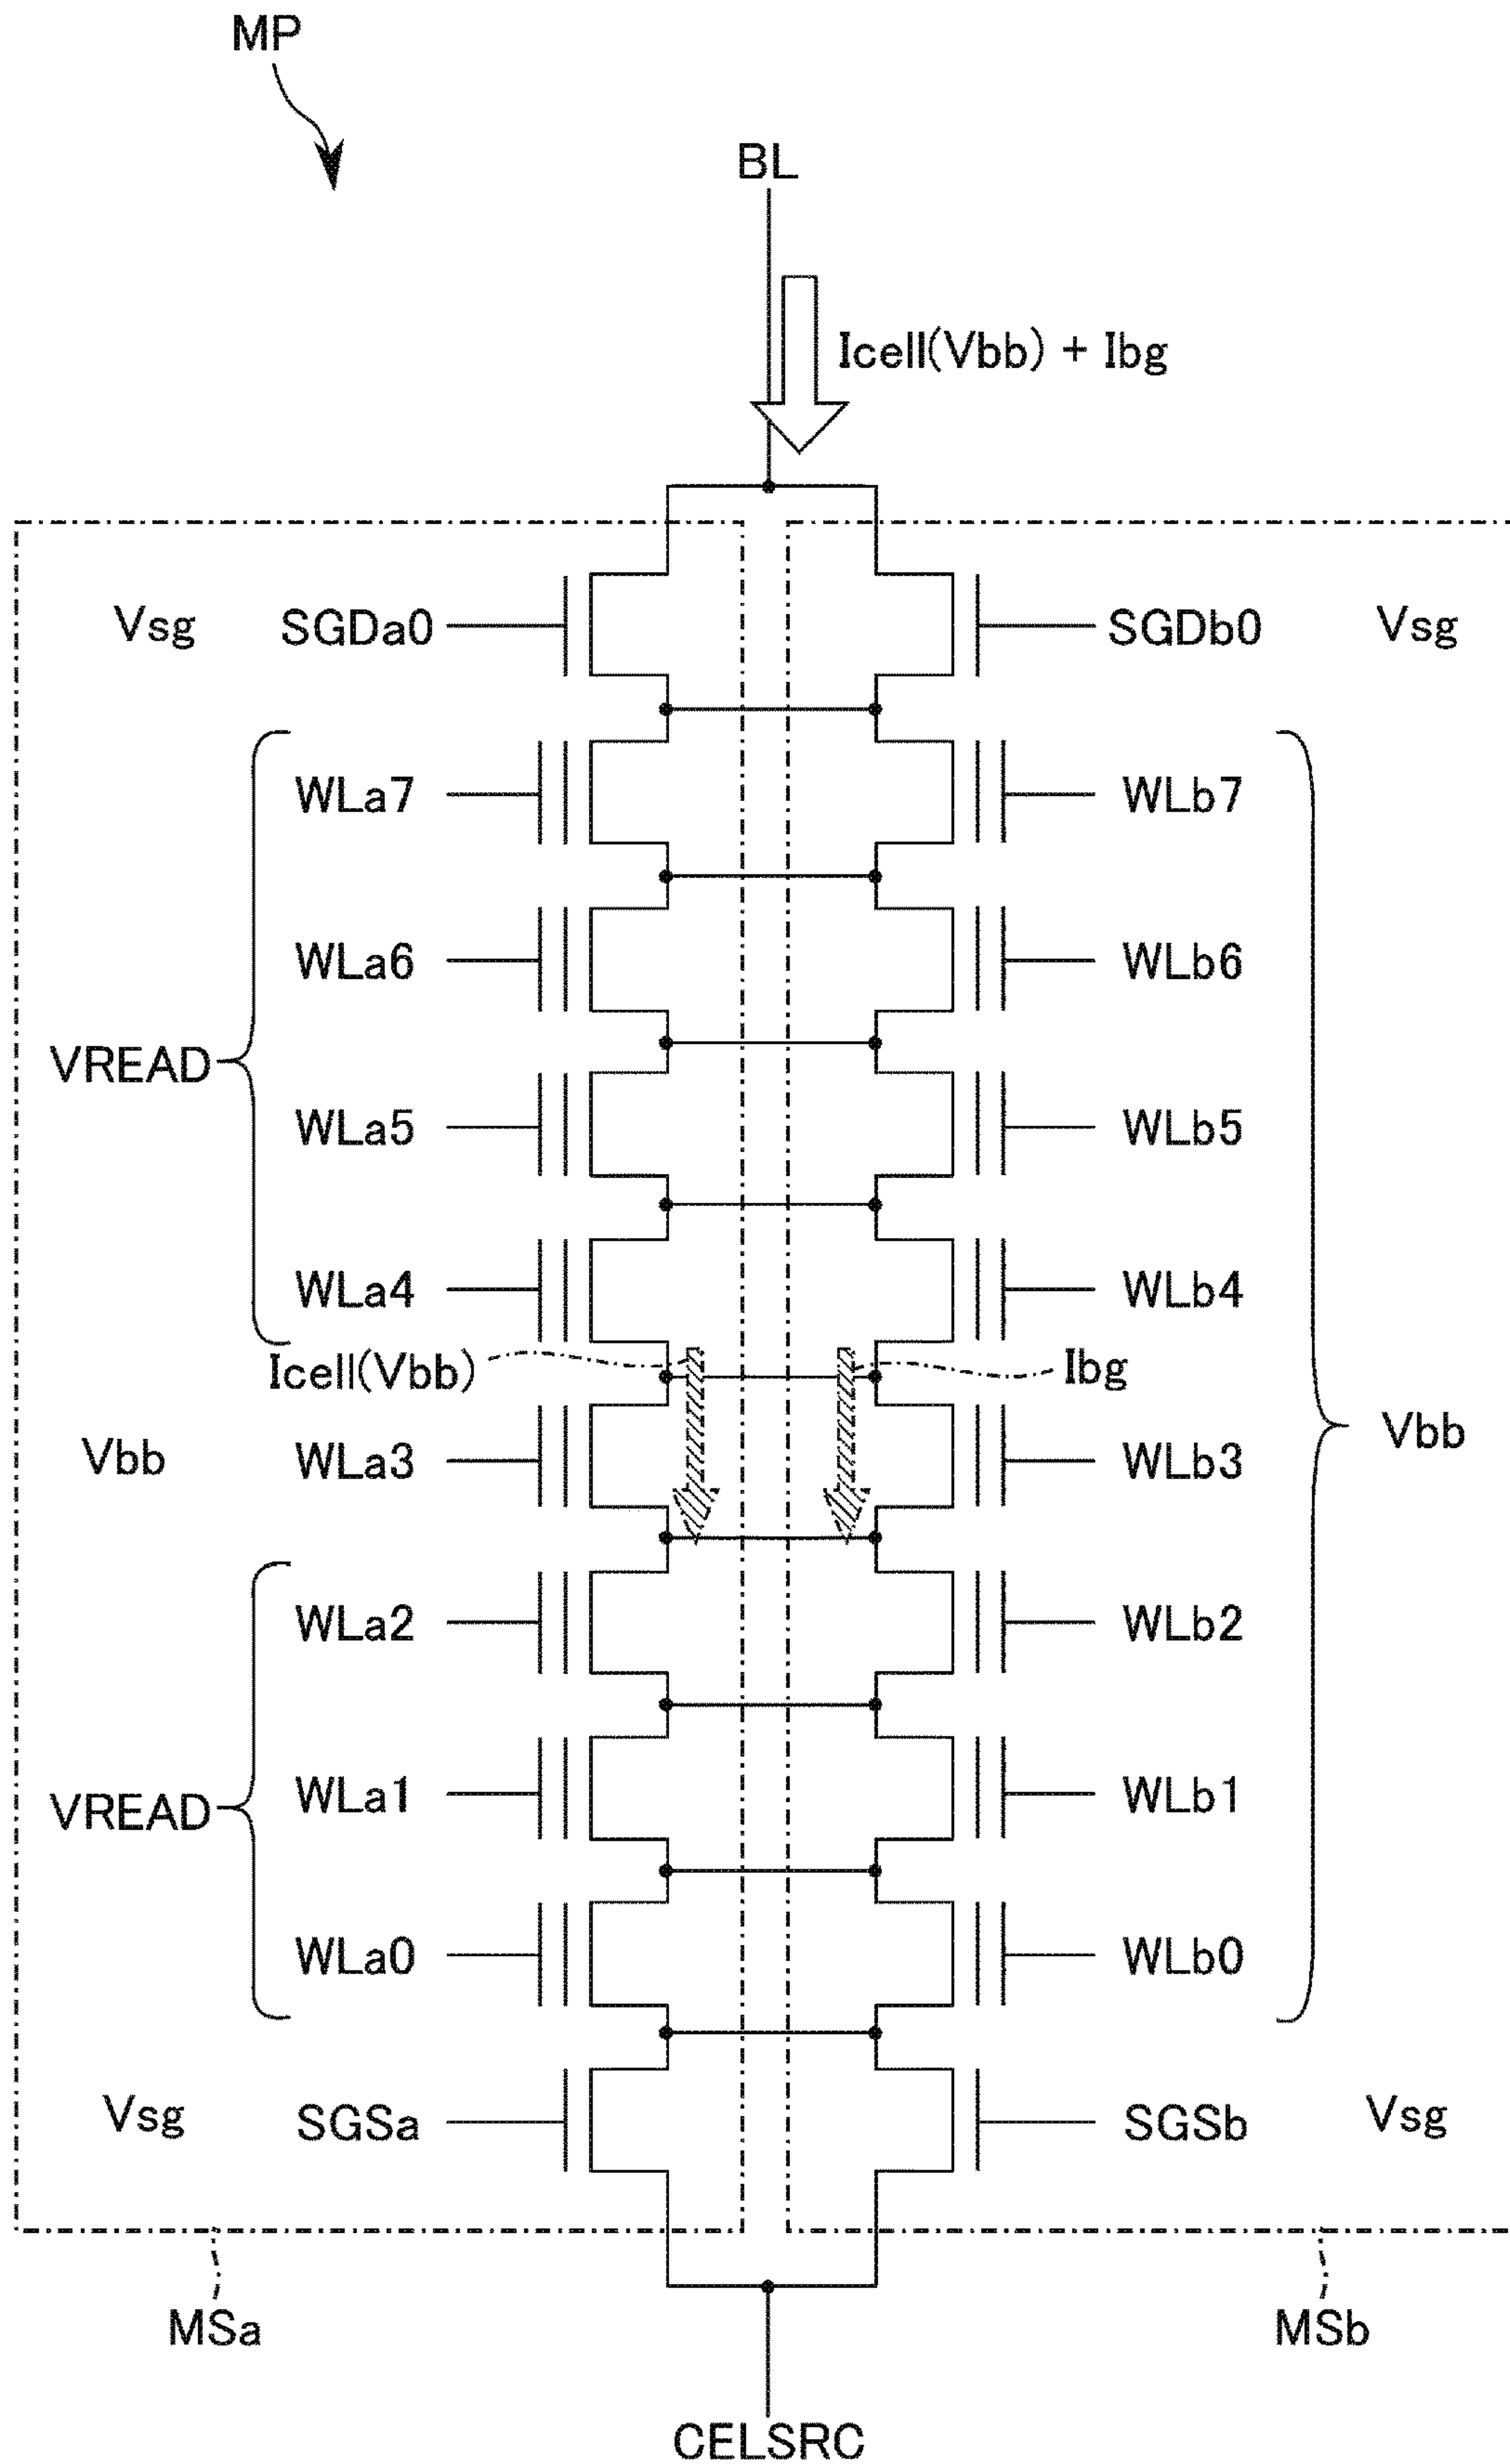 MP
BL
Icell(Vbb) + Ibg
Vsg SGDa0 SGDb0 Vsg
WLa7 WLb7
WLa6 WLb6
VREAD
WLa5 WLb5
WLa4 WLb4
Icell(Vbb) Ibg
Vbb
Vbb WLa3 WLb3
WLa2 WLb2
WLa1 WLb1
VREAD
WLa0 WLb0
Vsg SGSa SGSb Vsg
MSa MSb
CELSRC